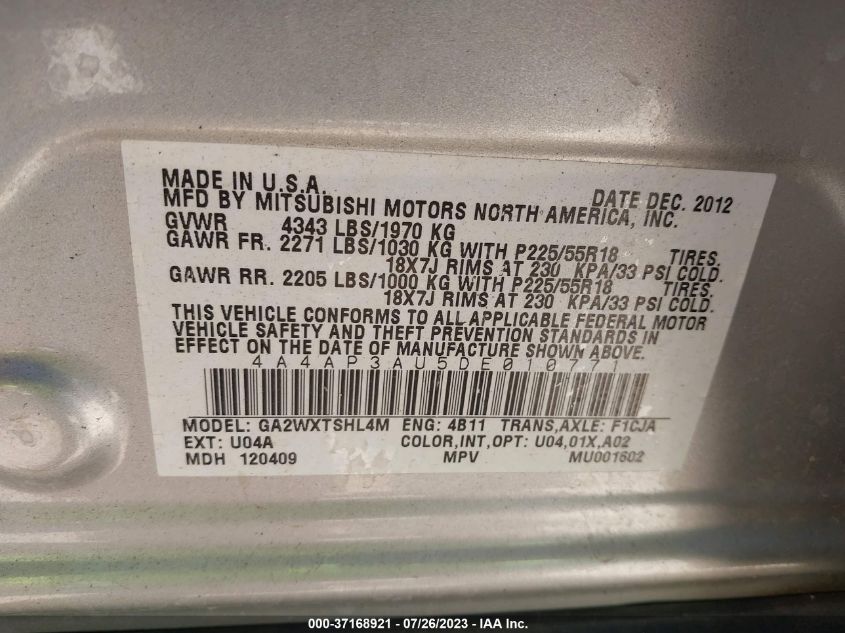 MADE IN U.S.A. DATE DEC. 2012
MFD BY MITSUBISHI MOTORS NORTH AMERICA, INC.
GVWR 4343 LBS/1970 KG
GAWR FR. 2271 LBS/1030 KG WITH P225/55R18 TIRES.
18X7J RIMS AT 230 KPA/33 PSI COLD.
GAWR RR. 2205 LBS/1000 KG WITH P225/55R18 TIRES.
18X7J RIMS AT 230 KPA/33 PSI COLD.
THIS VEHICLE CONFORMS TO ALL APPLICABLE FEDERAL MOTOR
VEHICLE SAFETY AND THEFT PREVENTION STANDARDS IN
EFFECT ON THE DATE OF MANUFACTURE SHOWN ABOVE.
4A4AP3AU5DE010771
MODEL: GA2WXTSHL4M ENG: 4B11 TRANS,AXLE: F1CJA
EXT: U04A COLOR,INT,OPT: U04,01X,A02
MDH 120409 MPV MU001602
000-37168921 - 07/26/2023 - IAA Inc.